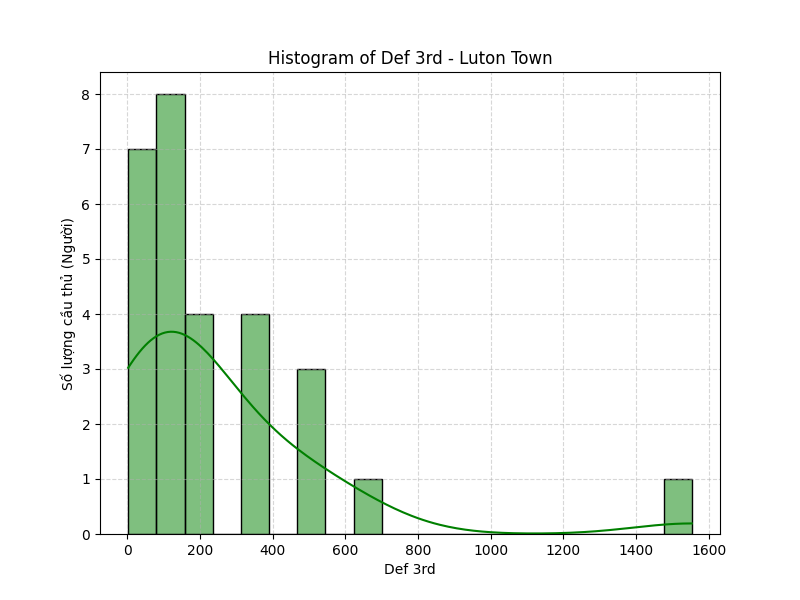 Histogram of Def 3rd - Luton Town
Số lượng cầu thủ (Người)
8
7
6
5
4
3
2
1
0
0 200 400 600 800 1000 1200 1400 1600
Def 3rd